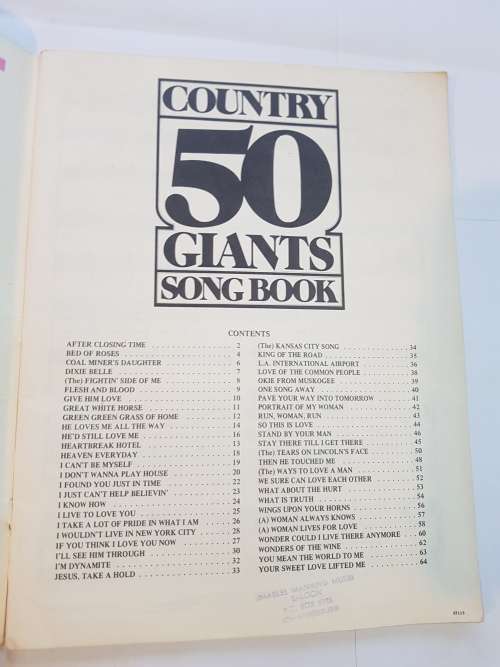 COUNTRY
50
GIANTS
SONG BOOK
CONTENTS
AFTER CLOSING TIME . . . . . . . . . . . . . . . . 2
BED OF ROSES . . . . . . . . . . . . . . . . 4
COAL MINER'S DAUGHTER . . . . . . . . . . . . . . . . 6
DIXIE BELLE . . . . . . . . . . . . . . . . 7
(The) FIGHTIN' SIDE OF ME . . . . . . . . . . . . . . . . 8
FLESH AND BLOOD . . . . . . . . . . . . . . . . 9
GIVE HIM LOVE . . . . . . . . . . . . . . . . 10
GREAT WHITE HORSE . . . . . . . . . . . . . . . . 11
GREEN GREEN GRASS OF HOME . . . . . . . . . . . . 12
HE LOVES ME ALL THE WAY . . . . . . . . . . . . 14
HE'D STILL LOVE ME . . . . . . . . . . . . 16
HEARTBREAK HOTEL . . . . . . . . . . . . 13
HEAVEN EVERYDAY . . . . . . . . . . . . 18
I CAN'T BE MYSELF . . . . . . . . . . . . 19
I DON'T WANNA PLAY HOUSE . . . . . . . . . . . . 20
I FOUND YOU JUST IN TIME . . . . . . . . . . . . 22
I JUST CAN'T HELP BELIEVIN' . . . . . . . . . . . . 23
I KNOW HOW . . . . . . . . . . . . 24
I LIVE TO LOVE YOU . . . . . . . . . . . . 25
I TAKE A LOT OF PRIDE IN WHAT I AM . . . . . . . . 26
I WOULDN'T LIVE IN NEW YORK CITY . . . . . . . . 28
IF YOU THINK I LOVE YOU NOW . . . . . . . . 27
I'LL SEE HIM THROUGH . . . . . . . . . . . . 30
I'M DYNAMITE . . . . . . . . . . . . 32
JESUS, TAKE A HOLD . . . . . . . . . . . . 33
(The) KANSAS CITY SONG . . . . . . . . . . . . 34
KING OF THE ROAD . . . . . . . . . . . . 35
L.A. INTERNATIONAL AIRPORT . . . . . . . . . . . . 36
LOVE OF THE COMMON PEOPLE . . . . . . . . . . . . 38
OKIE FROM MUSKOGEE . . . . . . . . . . . . 39
ONE SONG AWAY . . . . . . . . . . . . 40
PAVE YOUR WAY INTO TOMORROW . . . . . . . . 41
PORTRAIT OF MY WOMAN . . . . . . . . . . . . 42
RUN, WOMAN, RUN . . . . . . . . . . . . 43
SO THIS IS LOVE . . . . . . . . . . . . 44
STAND BY YOUR MAN . . . . . . . . . . . . 46
STAY THERE TILL I GET THERE . . . . . . . . . . . . 45
(The) TEARS ON LINCOLN'S FACE . . . . . . . . . . . . 50
THEN HE TOUCHED ME . . . . . . . . . . . . 48
(The) WAYS TO LOVE A MAN . . . . . . . . . . . . 51
WE SURE CAN LOVE EACH OTHER . . . . . . . . . . . . 52
WHAT ABOUT THE HURT . . . . . . . . . . . . 53
WHAT IS TRUTH . . . . . . . . . . . . 54
WINGS UPON YOUR HORNS . . . . . . . . . . . . 56
(A) WOMAN ALWAYS KNOWS . . . . . . . . . . . . 57
(A) WOMAN LIVES FOR LOVE . . . . . . . . . . . . 58
WONDER COULD I LIVE THERE ANYMORE . . . 60
WONDERS OF THE WINE . . . . . . . . . . . . 62
YOU MEAN THE WORLD TO ME . . . . . . . . . . . . 63
YOUR SWEET LOVE LIFTED ME . . . . . . . . . . . . 64
CHARLES MANNING MUSIC
SALOON
P.O. BOX